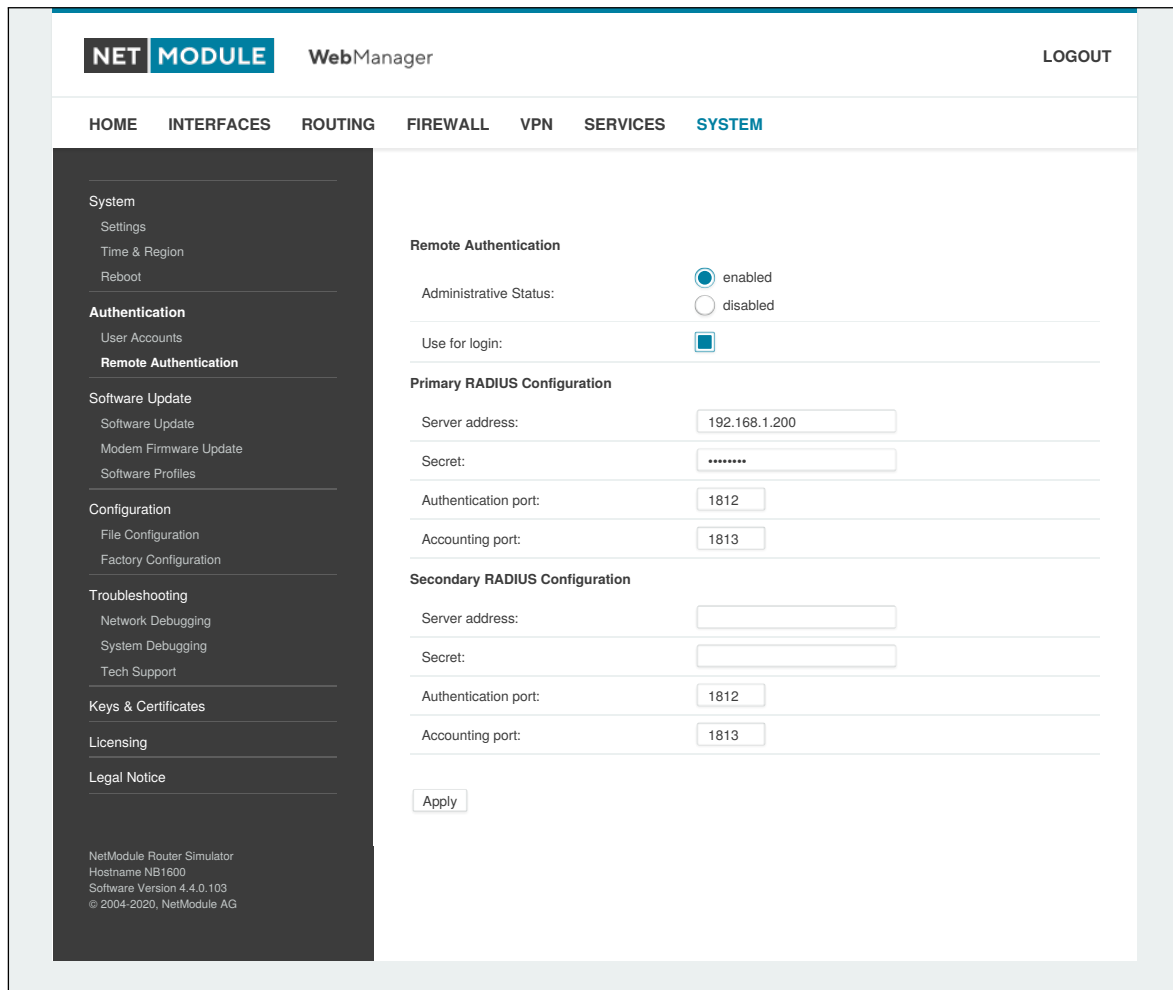 NET MODULE WebManager LOGOUT
HOME INTERFACES ROUTING FIREWALL VPN SERVICES SYSTEM
System
Settings
Time & Region
Reboot
Authentication
User Accounts
Remote Authentication
Software Update
Software Update
Modem Firmware Update
Software Profiles
Configuration
File Configuration
Factory Configuration
Troubleshooting
Network Debugging
System Debugging
Tech Support
Keys & Certificates
Licensing
Legal Notice
NetModule Router Simulator
Hostname NB1600
Software Version 4.4.0.103
© 2004-2020, NetModule AG
Remote Authentication
Administrative Status:
enabled
disabled
Use for login:
Primary RADIUS Configuration
Server address: 192.168.1.200
Secret: ••••••••
Authentication port: 1812
Accounting port: 1813
Secondary RADIUS Configuration
Server address:
Secret:
Authentication port: 1812
Accounting port: 1813
Apply